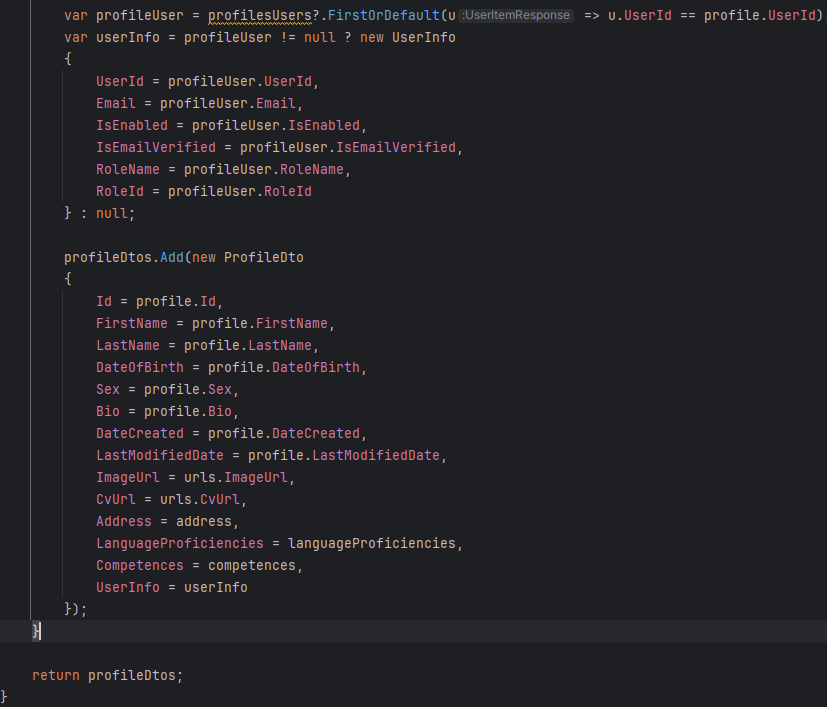 var profileUser = profilesUsers?.FirstOrDefault(u :UserItemResponse => u.UserId == profile.UserId)
var userInfo = profileUser != null ? new UserInfo
{
UserId = profileUser.UserId,
Email = profileUser.Email,
IsEnabled = profileUser.IsEnabled,
IsEmailVerified = profileUser.IsEmailVerified,
RoleName = profileUser.RoleName,
RoleId = profileUser.RoleId
} : null;
profileDtos.Add(new ProfileDto
{
Id = profile.Id,
FirstName = profile.FirstName,
LastName = profile.LastName,
DateOfBirth = profile.DateOfBirth,
Sex = profile.Sex,
Bio = profile.Bio,
DateCreated = profile.DateCreated,
LastModifiedDate = profile.LastModifiedDate,
ImageUrl = urls.ImageUrl,
CvUrl = urls.CvUrl,
Address = address,
LanguageProficiencies = languageProficiencies,
Competences = competences,
UserInfo = userInfo
});
}
return profileDtos;
}